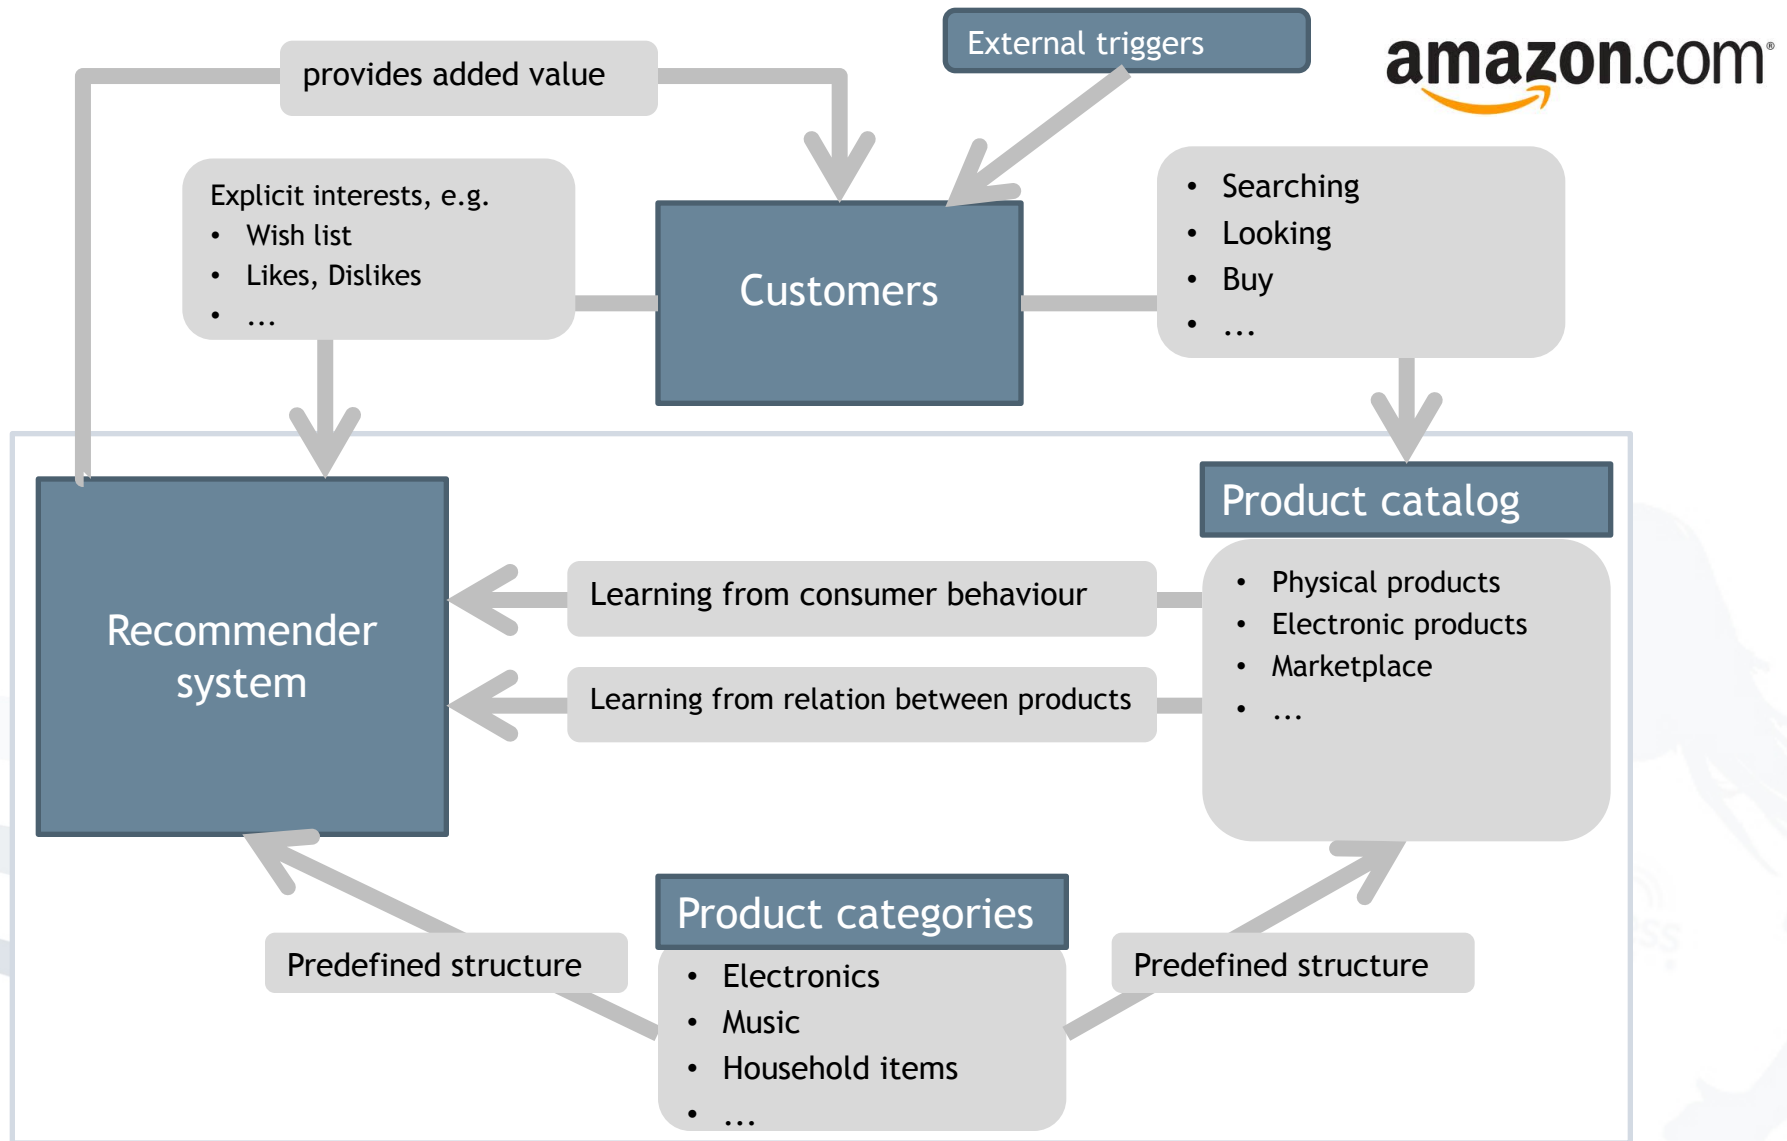 External triggers
amazon.com®
provides added value
Explicit interests, e.g.
• Wish list
• Likes, Dislikes
• ...
Customers
• Searching
• Looking
• Buy
• ...
Product catalog
• Physical products
• Electronic products
• Marketplace
• ...
Recommender
system
Learning from consumer behaviour
Learning from relation between products
Product categories
• Electronics
• Music
• Household items
• ...
Predefined structure
Predefined structure